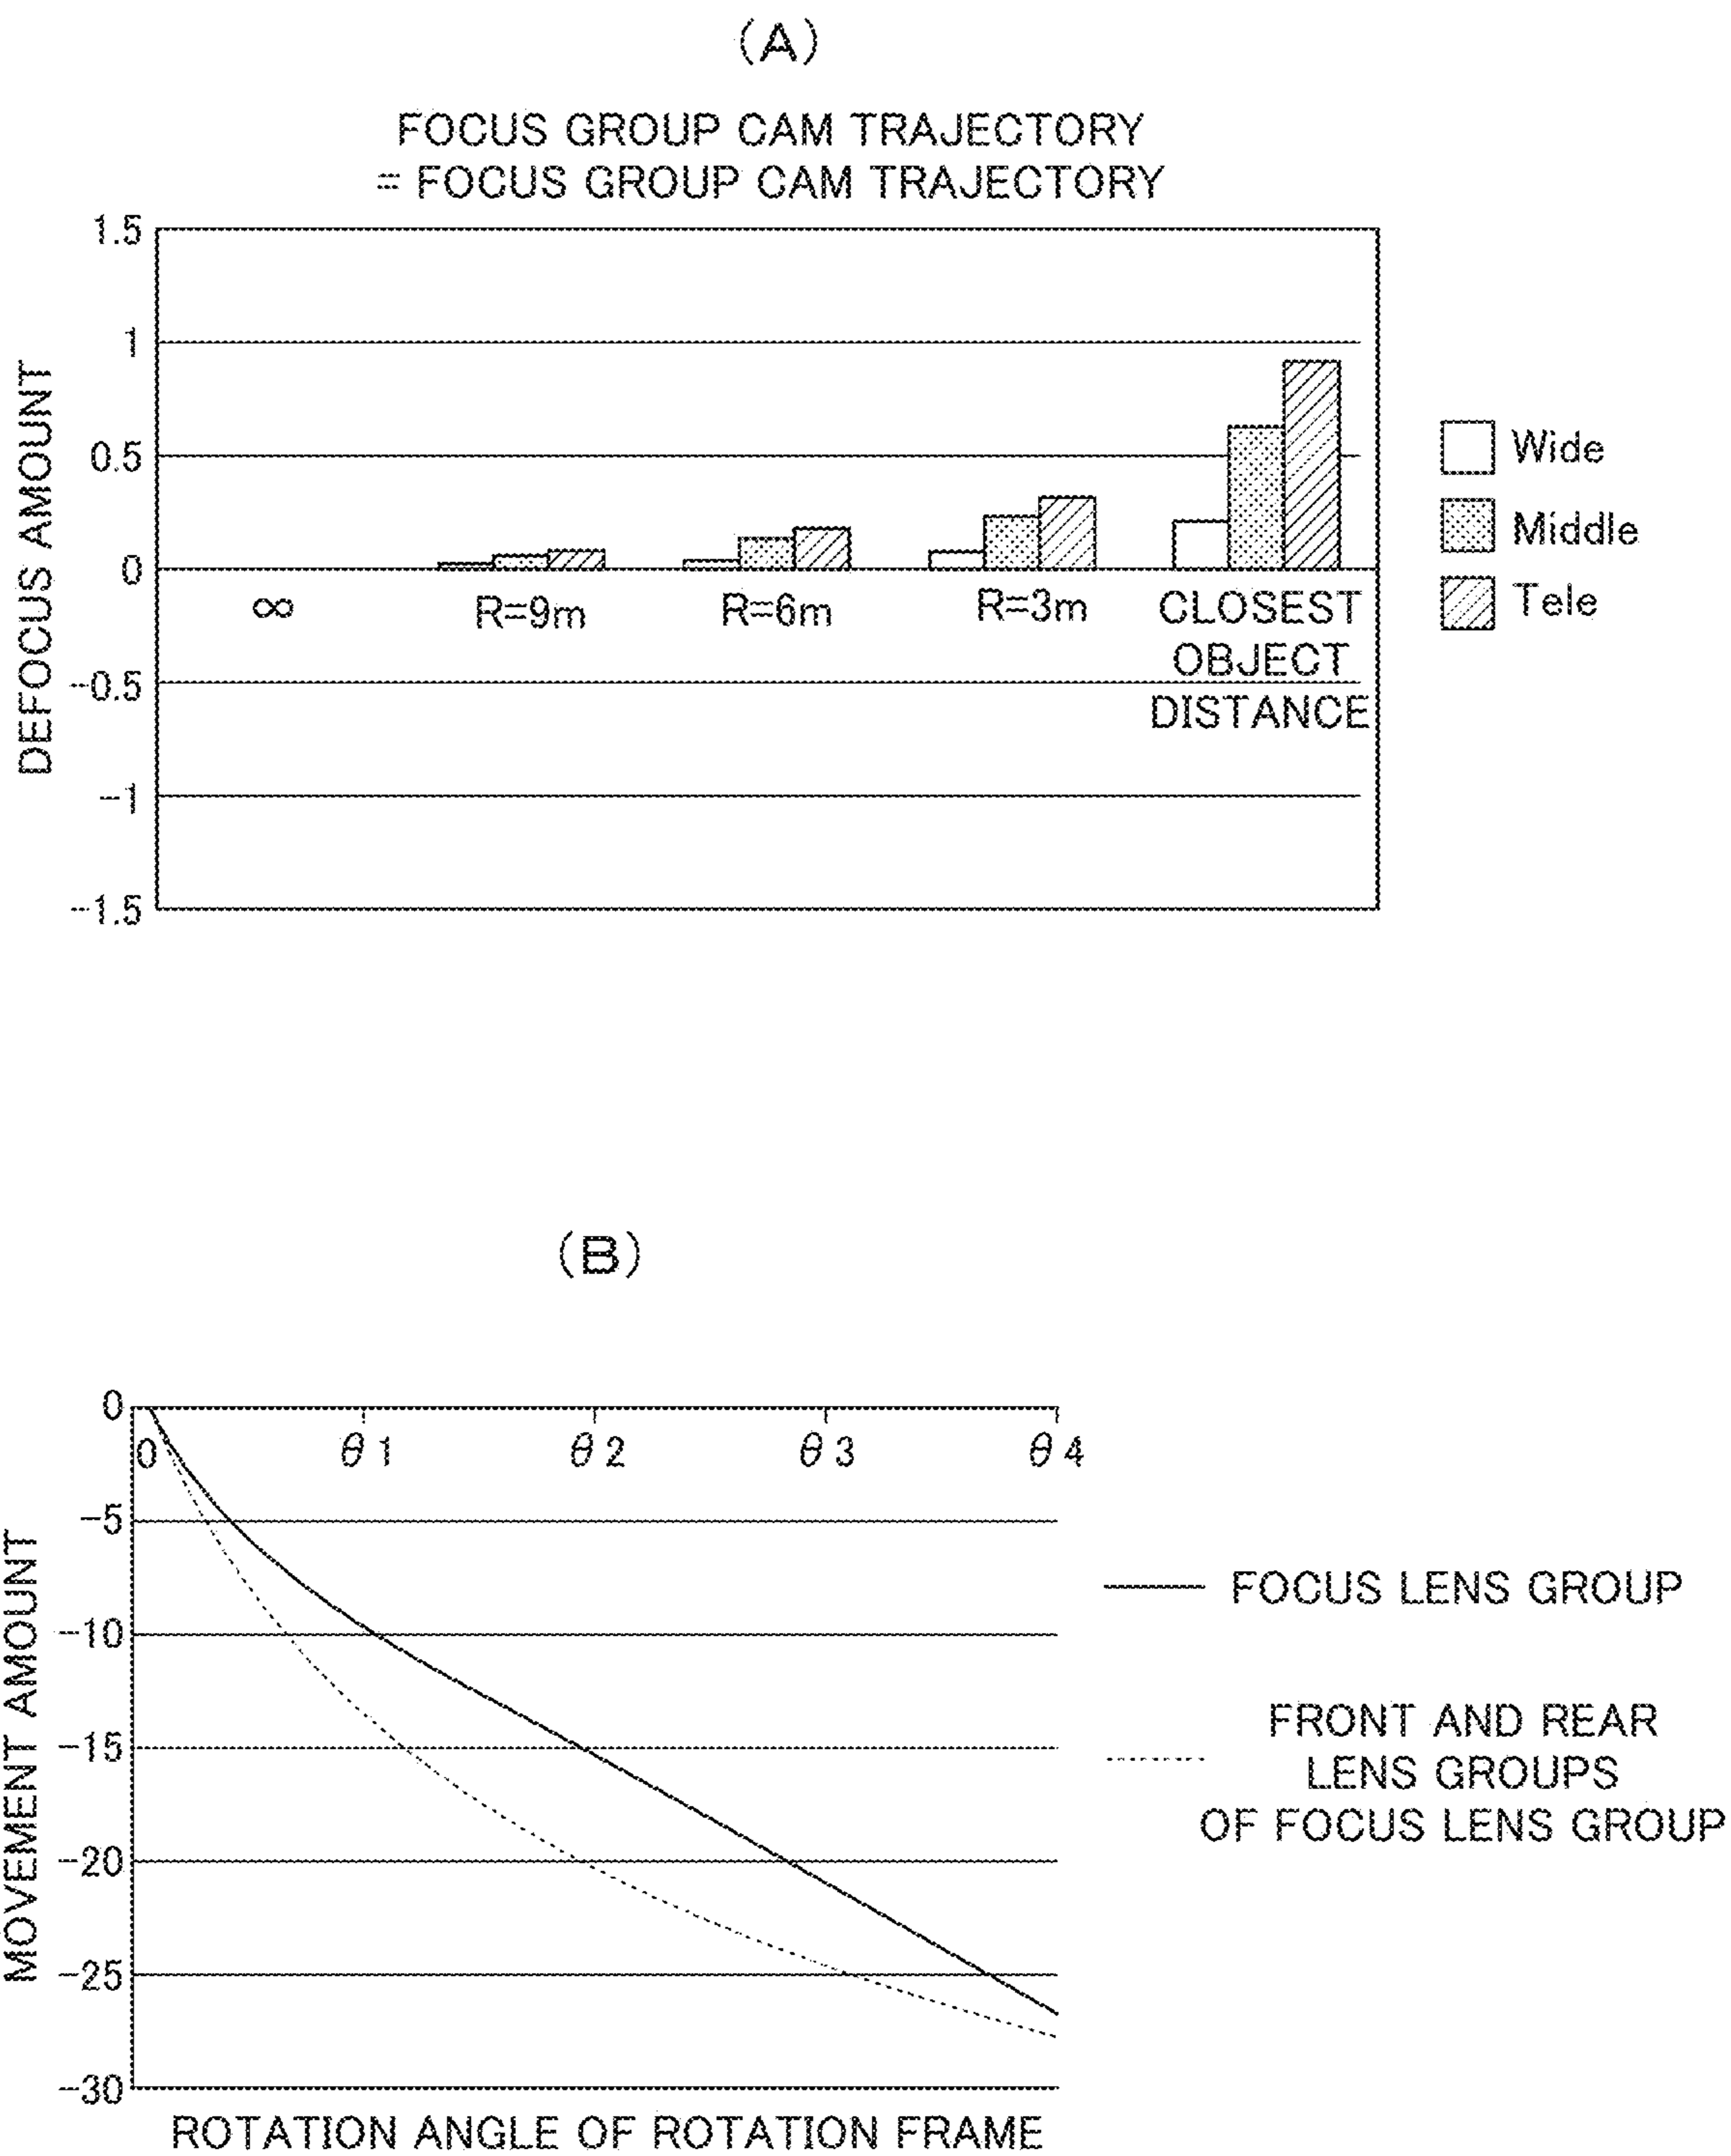 (A)
FOCUS GROUP CAM TRAJECTORY
= FOCUS GROUP CAM TRAJECTORY
1.5
1
0.5
0
-0.5
-1
-1.5
DEFOCUS AMOUNT
∞
R=9m
R=6m
R=3m
CLOSEST
OBJECT
DISTANCE
Wide
Middle
Tele
(B)
0
-5
-10
-15
-20
-25
-30
MOVEMENT AMOUNT
0
θ1
θ2
θ3
θ4
FOCUS LENS GROUP
FRONT AND REAR
LENS GROUPS
OF FOCUS LENS GROUP
ROTATION ANGLE OF ROTATION FRAME